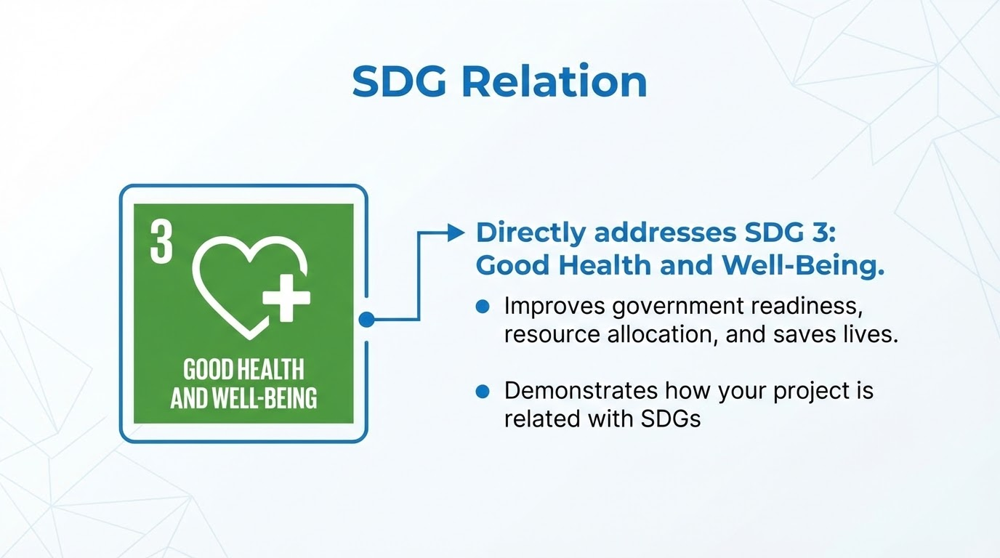 SDG Relation
3
GOOD HEALTH
AND WELL-BEING
Directly addresses SDG 3:
Good Health and Well-Being.
Improves government readiness,
resource allocation, and saves lives.
Demonstrates how your project is
related with SDGs